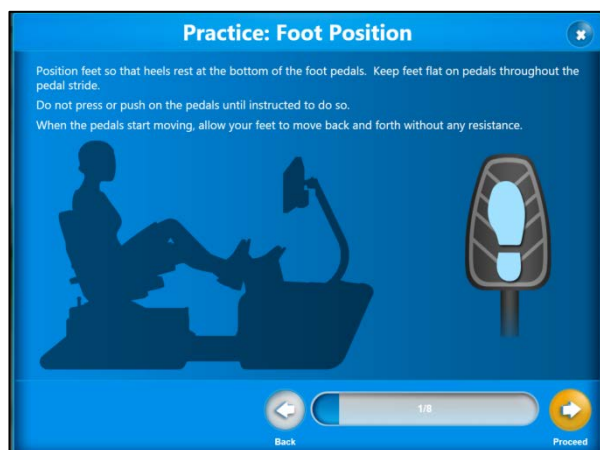 Practice: Foot Position
Position feet so that heels rest at the bottom of the foot pedals. Keep feet flat on pedals throughout the
pedal stride.
Do not press or push on the pedals until instructed to do so.
When the pedals start moving, allow your feet to move back and forth without any resistance.
1/8
Back
Proceed